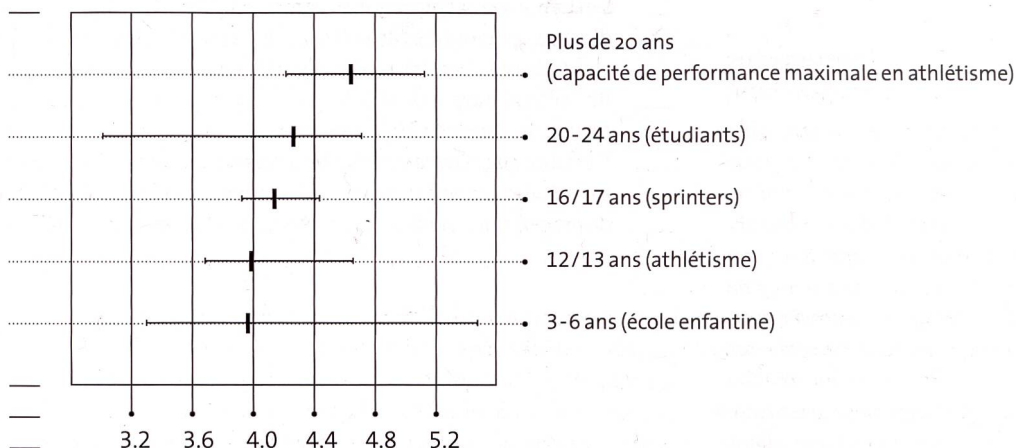 Plus de 20 ans
(capacité de performance maximale en athlétisme)
20-24 ans (étudiants)
16/17 ans (sprinters)
12/13 ans (athlétisme)
3-6 ans (école enfantine)
3.2 3.6 4.0 4.4 4.8 5.2